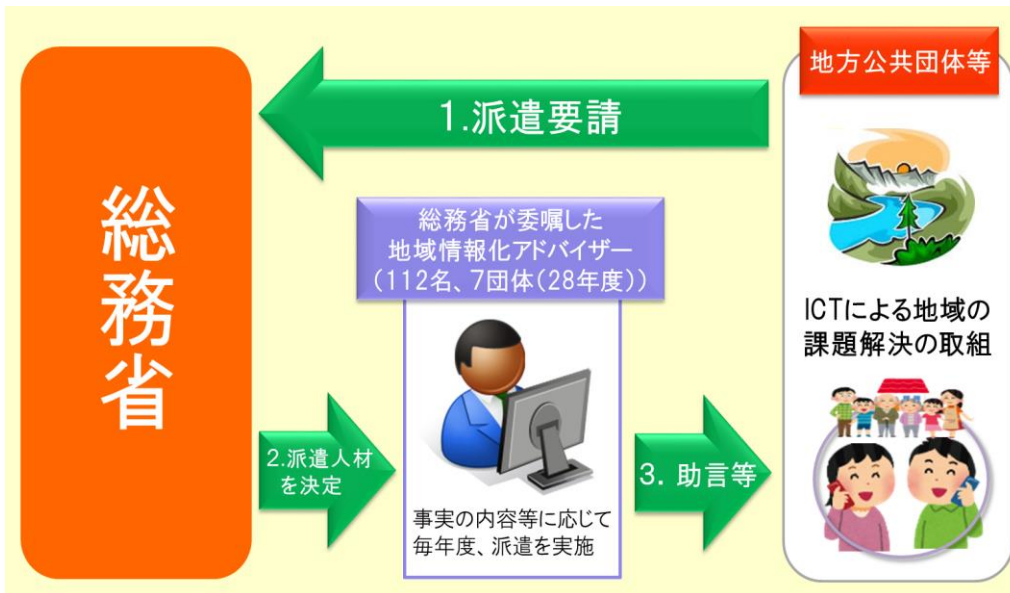 総務省
1.派遣要請
地方公共団体等
総務省が委嘱した
地域情報化アドバイザー
(112名、7団体(28年度))
2.派遣人材
を決定
事実の内容等に応じて
毎年度、派遣を実施
3. 助言等
ICTによる地域の
課題解決の取組